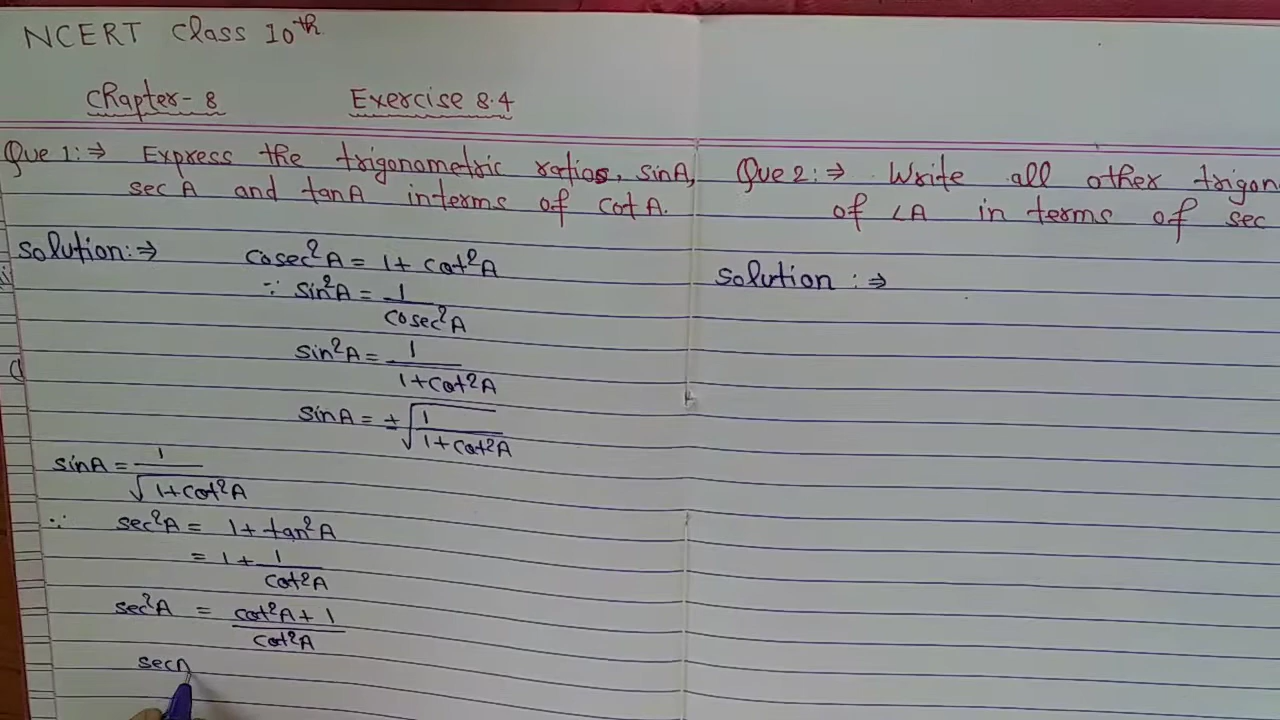 NCERT Class 10th
Chapter- 8 Exercise 8.4
Que 1:⇒ Express the trigonometric ratios, sinA,
sec A and tanA interms of cot A.
Solution:⇒ cosec²A = 1 + cot²A
∵ sin²A = 1/cosec²A
sin²A = 1/1+cot²A
sinA = ±√1/1+cot²A
sinA = 1/√1+cot²A
∵ sec²A = 1 + tan²A
= 1 + 1/cot²A
sec²A = cot²A + 1/cot²A
secA
Que 2:⇒ Write all other trigon
of ∠A in terms of sec
Solution :⇒